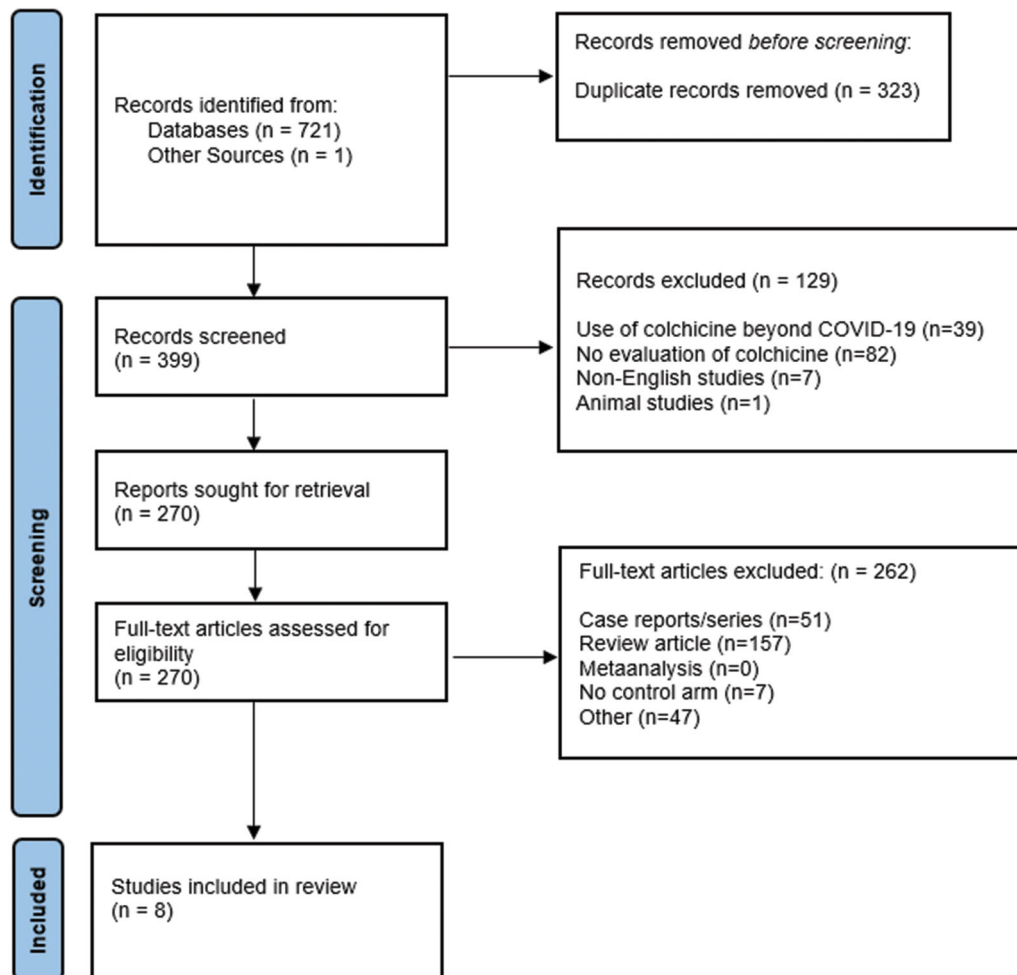 Identification
Records identified from:
Databases (n = 721)
Other Sources (n = 1)
Records removed before screening:
Duplicate records removed (n = 323)
Screening
Records screened
(n = 399)
Records excluded (n = 129)
Use of colchicine beyond COVID-19 (n=39)
No evaluation of colchicine (n=82)
Non-English studies (n=7)
Animal studies (n=1)
Reports sought for retrieval
(n = 270)
Full-text articles assessed for
eligibility
(n = 270)
Full-text articles excluded: (n = 262)
Case reports/series (n=51)
Review article (n=157)
Metaanalysis (n=0)
No control arm (n=7)
Other (n=47)
Included
Studies included in review
(n = 8)